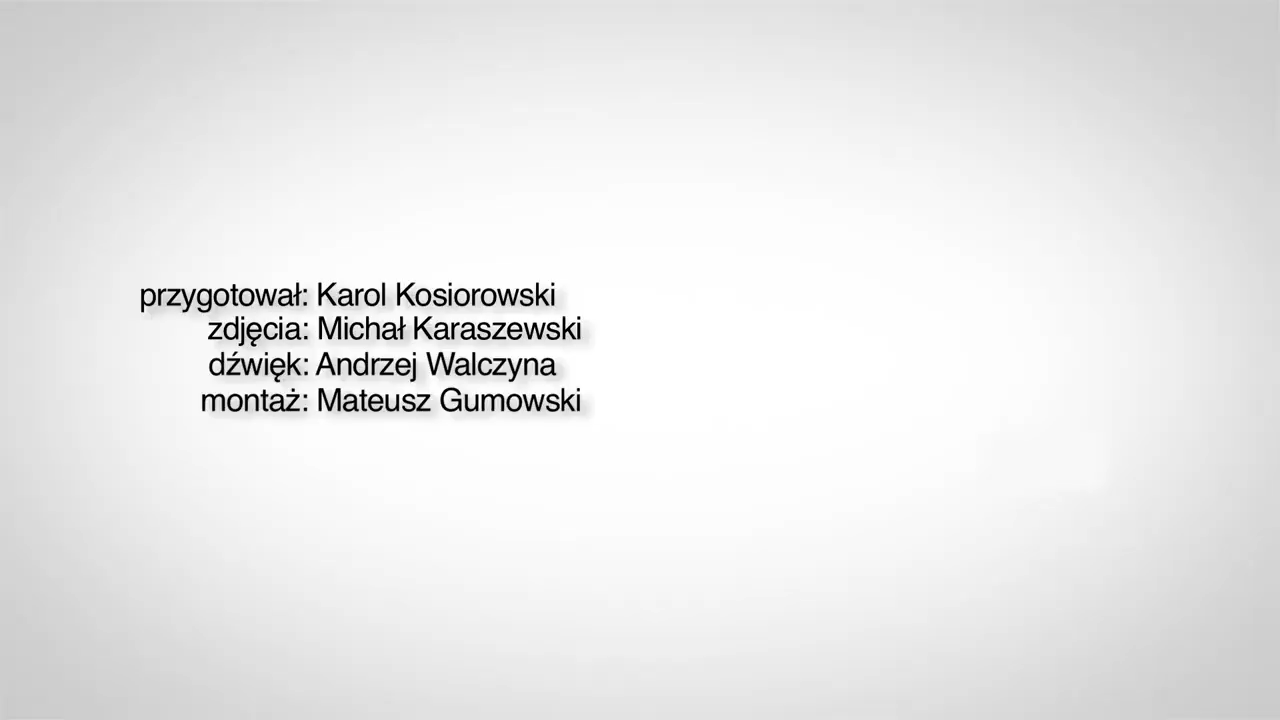 przygotował: Karol Kosiorowski
zdjęcia: Michał Karaszewski
dźwięk: Andrzej Walczyna
montaż: Mateusz Gumowski